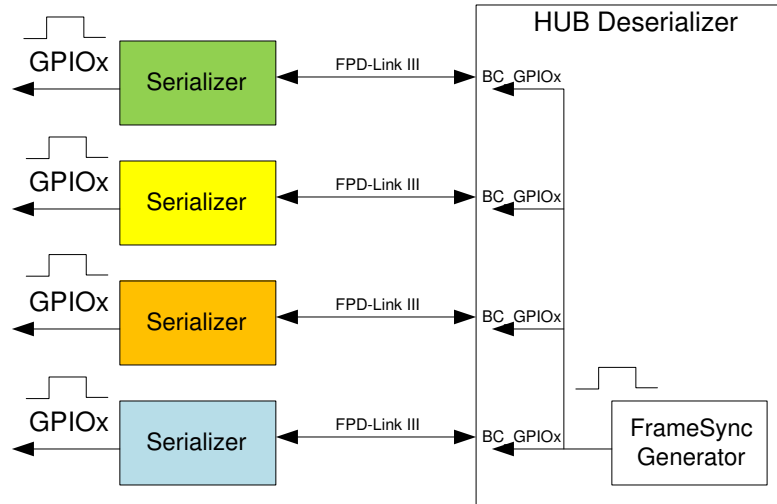 HUB Deserializer
GPIOx
Serializer
FPD-Link III
BC_GPIOx
GPIOx
Serializer
FPD-Link III
BC_GPIOx
GPIOx
Serializer
FPD-Link III
BC_GPIOx
GPIOx
Serializer
FPD-Link III
BC_GPIOx
FrameSync
Generator